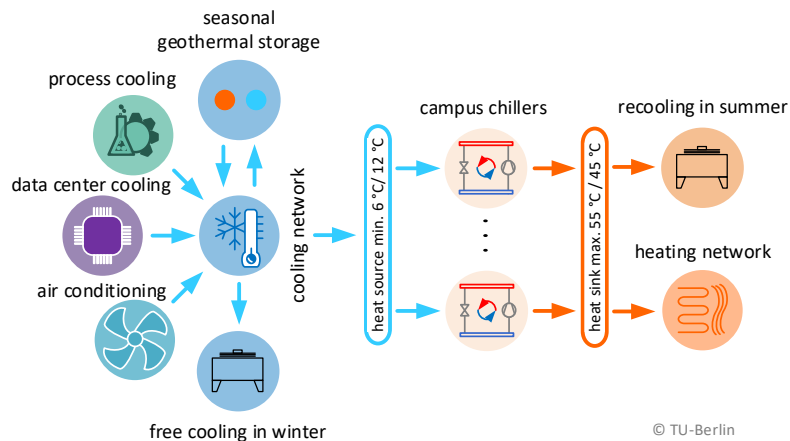 seasonal
geothermal storage
process cooling
data center cooling
air conditioning
free cooling in winter
cooling network
heat source min. 6 °C/ 12 °C
campus chillers
heat sink max. 55 °C / 45 °C
recooling in summer
heating network
© TU-Berlin